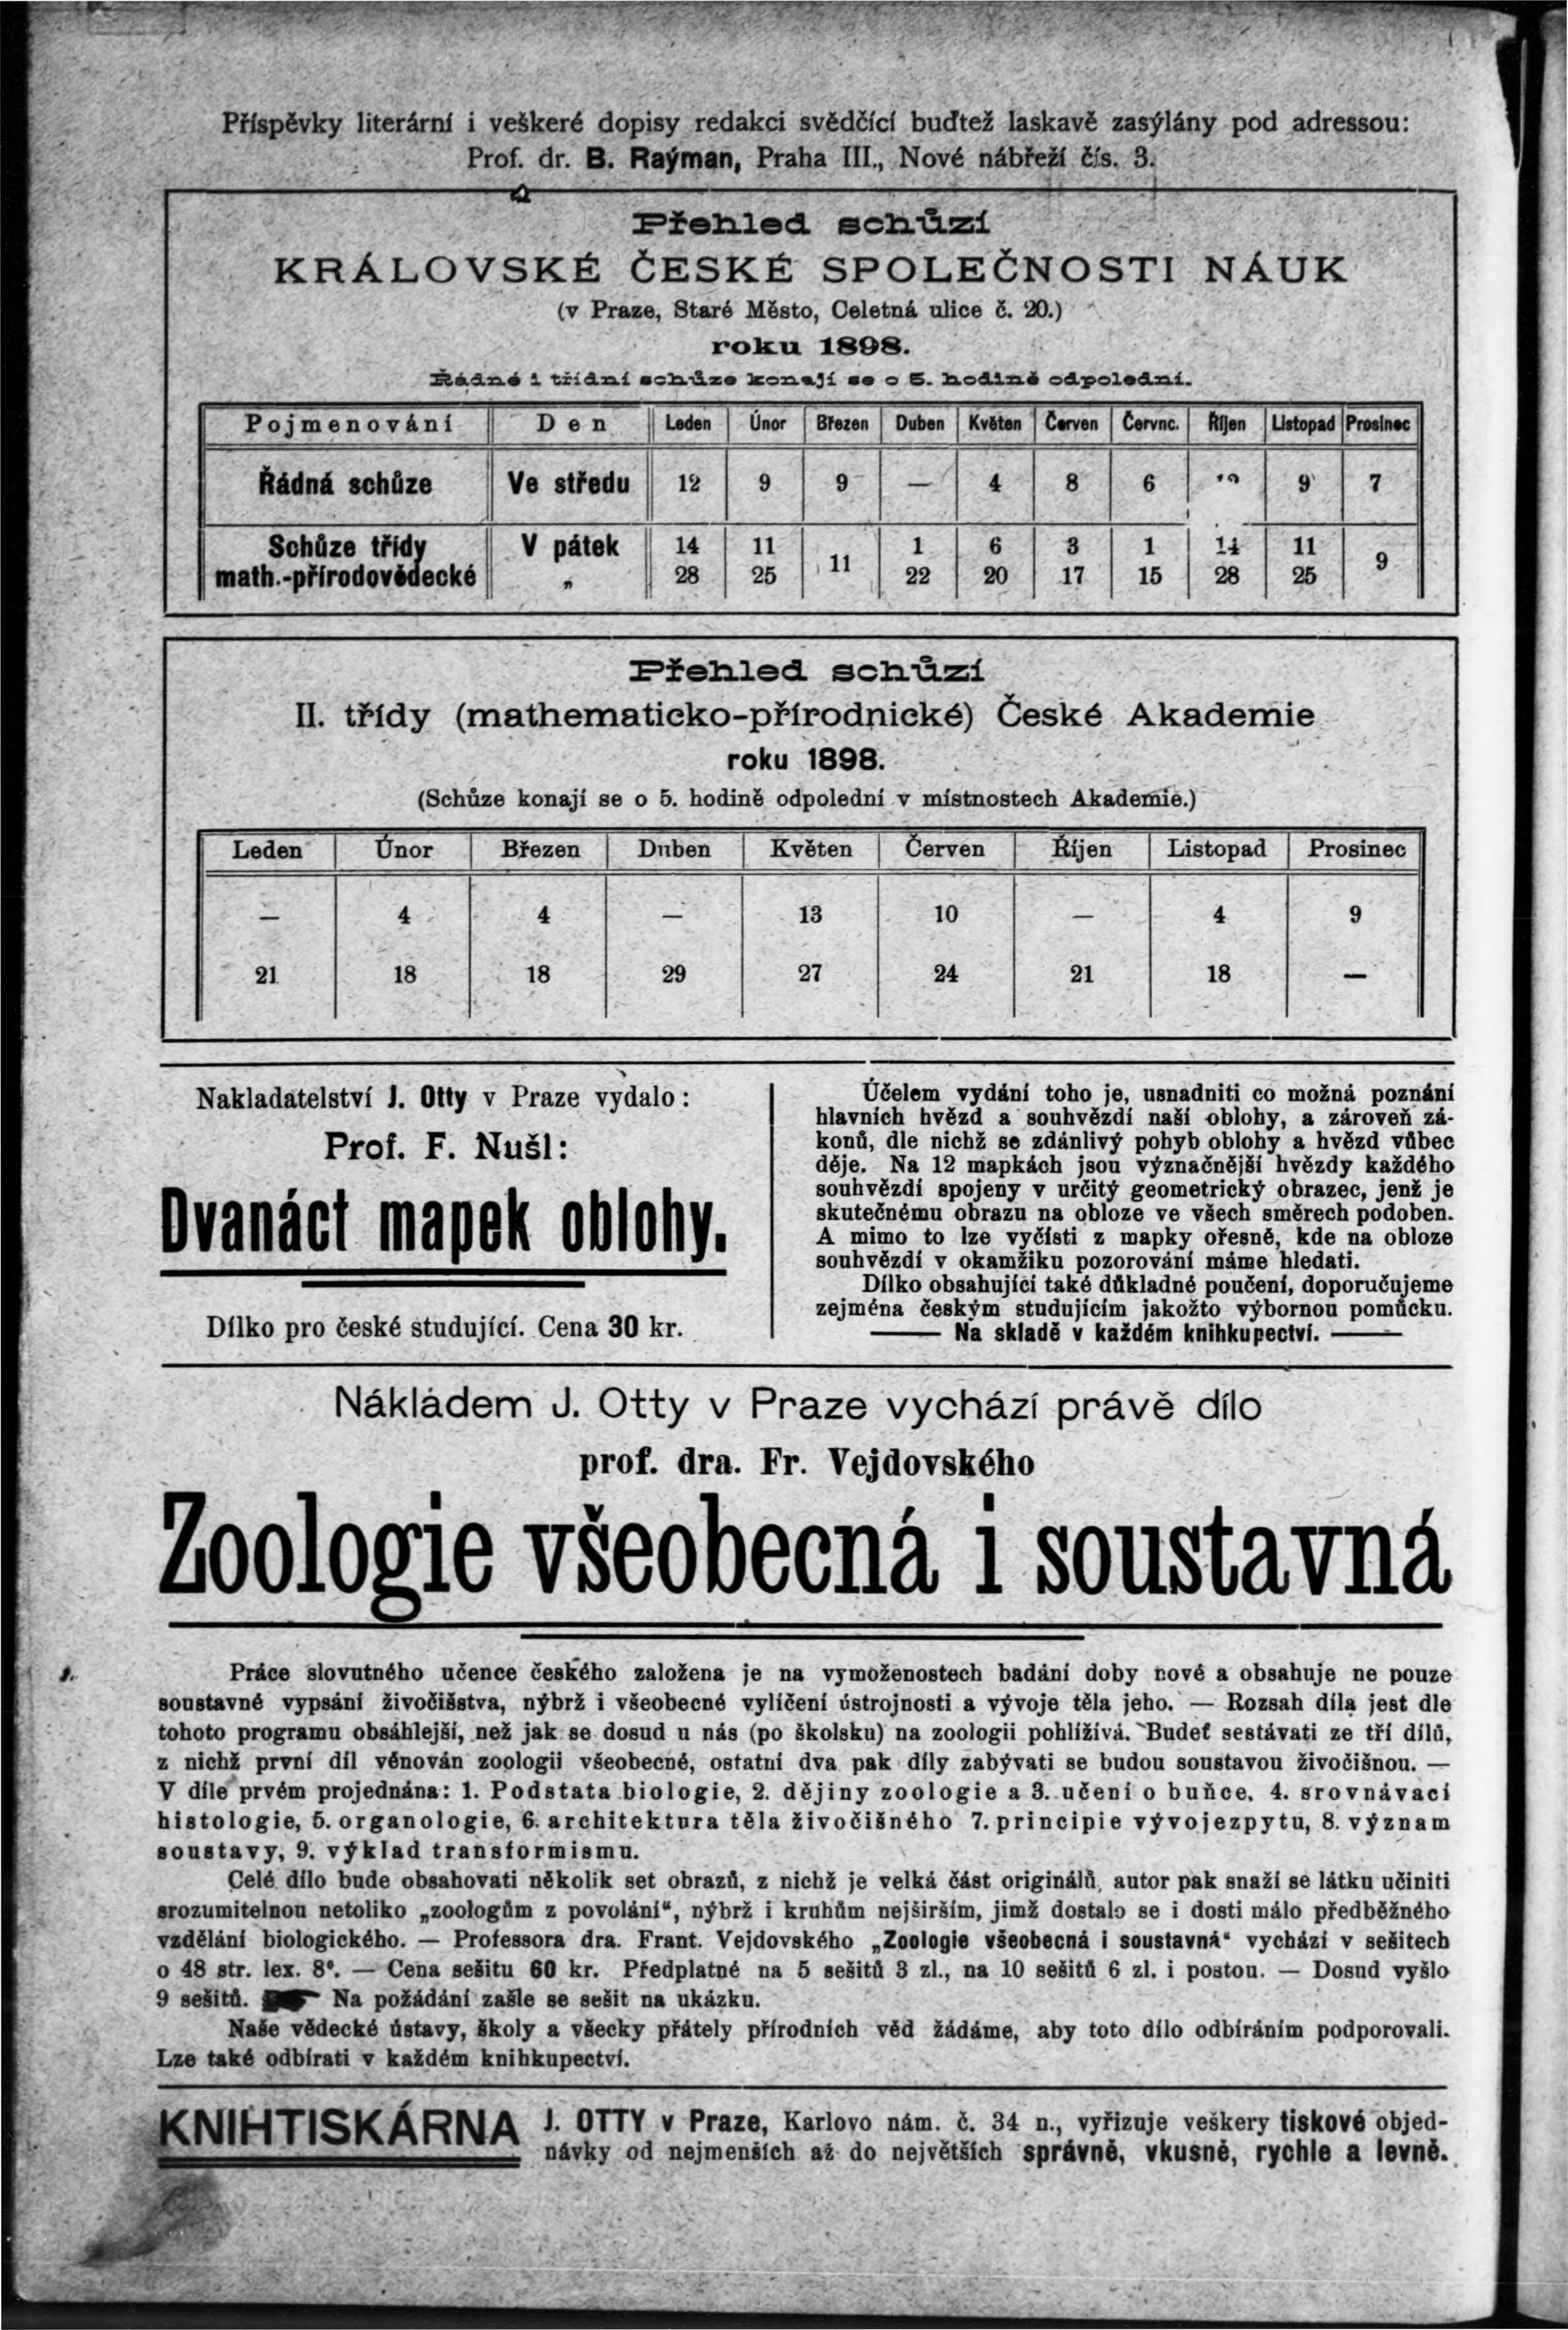 Příspěvky literární i veškeré dopisy redakci svědčící buďtež laskavě zasýlány pod adressou:
Prof. dr. B. Raýman, Praha III., Nové nábřeží čís. 3.
Přehled schůzí
KRÁLOVSKÉ ČESKÉ SPOLEČNOSTI NÁUK
(v Praze, Staré Město, Celetná ulice č. 20.)
roku 1898.
Řádné i třídní schůze konají se o 5. hodině odpolední.
Pojmenování Den Leden Únor Březen Duben Květen Červen Červnc. Říjen Listopad Prosinec
Řádná schůze Ve středu 12 9 9 — 4 8 6 9 7
Schůze třídy V pátek 14 11 1 6 3 1 14 11
math.-přírodovědecké „ 28 25 11 22 20 17 15 28 25 9
Přehled schůzí
II. třídy (mathematicko-přírodnické) České Akademie
roku 1898.
(Schůze konají se o 5. hodině odpolední v místnostech Akademie.)
Leden Únor Březen Duben Květen Červen Říjen Listopad Prosinec
— 4 4 — 13 10 — 4 9
21 18 18 29 27 24 21 18 —
Nakladatelství J. Otty v Praze vydalo:
Prof. F. Nušl:
Dvanáct mapek oblohy.
Dílko pro české studující. Cena 30 kr.
Účelem vydání toho je, usnadniti co možná poznání
hlavních hvězd a souhvězdí naší oblohy, a zároveň zá-
konů, dle nichž se zdánlivý pohyb oblohy a hvězd vůbec
děje. Na 12 mapkách jsou význačnější hvězdy každého
souhvězdí spojeny v určitý geometrický obrazec, jenž je
skutečnému obrazu na obloze ve všech směrech podoben.
A mimo to lze vyčísti z mapky ořesně, kde na obloze
souhvězdí v okamžiku pozorování máme hledati.
Dílko obsahující také důkladné poučení, doporučujeme
zejména českým studujícím jakožto výbornou pomůcku.
Na skladě v každém knihkupectví.
Nákladem J. Otty v Praze vychází právě dílo
prof. dra. Fr. Vejdovského
Zoologie všeobecná i soustavná
Práce slovutného učence českého založena je na vymoženostech badání doby nové a obsahuje ne pouze
soustavné vypsání živočišstva, nýbrž i všeobecné vylíčení ústrojnosti a vývoje těla jeho. — Rozsah díla jest dle
tohoto programu obsáhlejší, než jak se dosud u nás (po školsku) na zoologii pohlíživá. Budeť sestávati ze tří dílů,
z nichž první díl věnován zoologii všeobecné, ostatní dva pak díly zabývati se budou soustavou živočišnou. —
V díle prvém projednána: 1. Podstata biologie, 2. dějiny zoologie a 3. učení o buňce. 4. srovnávací
histologie, 5. organologie, 6. architektura těla živočišného 7. principie vývojezpytu, 8. význam
soustavy, 9. výklad transformismu.
Celé dílo bude obsahovati několik set obrazů, z nichž je velká část originálů, autor pak snaží se látku učiniti
srozumitelnou netoliko „zoologům z povolání“, nýbrž i kruhům nejširším, jimž dostalo se i dosti málo předběžného
vzdělání biologického. — Professora dra. Frant. Vejdovského „Zoologie všeobecná i soustavná“ vychází v sešitech
o 48 str. lex. 8°. — Cena sešitu 60 kr. Předplatné na 5 sešitů 3 zl., na 10 sešitů 6 zl. i postou. — Dosud vyšlo
9 sešitů. Na požádání zašle se sešit na ukázku.
Naše vědecké ústavy, školy a všecky přátely přírodních věd žádáme, aby toto dílo odbíráním podporovali.
Lze také odbírati v každém knihkupectví.
KNIHTISKÁRNA J. OTTY v Praze, Karlovo nám. č. 34 n., vyřizuje veškery tiskové objed-
návky od nejmenších až do největších správně, vkusně, rychle a levně.